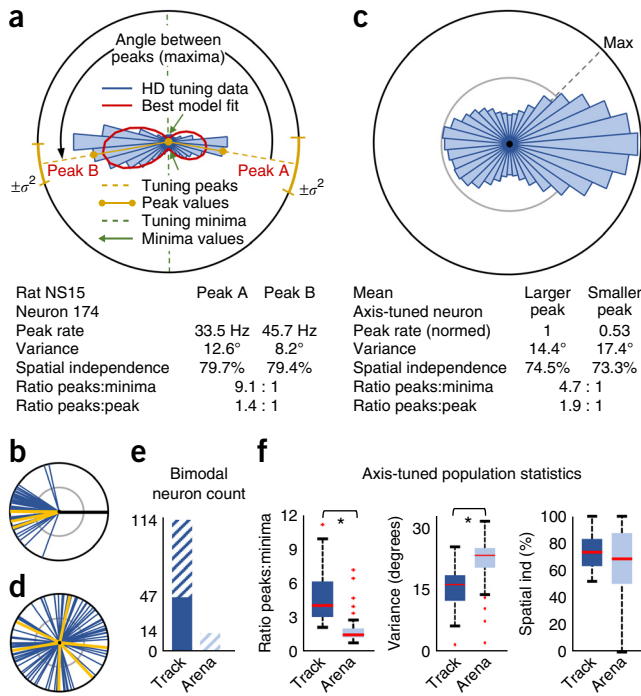 a
Angle between
peaks (maxima)
HD tuning data
Best model fit
Peak B
Peak A
±σ²
±σ²
Tuning peaks
Peak values
Tuning minima
Minima values
Rat NS15
Neuron 174
Peak A Peak B
Peak rate 33.5 Hz 45.7 Hz
Variance 12.6° 8.2°
Spatial independence 79.7% 79.4%
Ratio peaks:minima 9.1 : 1
Ratio peaks:peak 1.4 : 1
c
Max
Mean
Axis-tuned neuron
Larger peak
Smaller peak
Peak rate (normed) 1 0.53
Variance 14.4° 17.4°
Spatial independence 74.5% 73.3%
Ratio peaks:minima 4.7 : 1
Ratio peaks:peak 1.9 : 1
b
d
e
Bimodal
neuron count
114
47
14
0
Track
Arena
f
Axis-tuned population statistics
Ratio peaks:minima
12
9
6
3
0
*
Track
Arena
Variance (degrees)
30
15
0
*
Track
Arena
Spatial ind (%)
100
80
60
40
20
0
Track
Arena